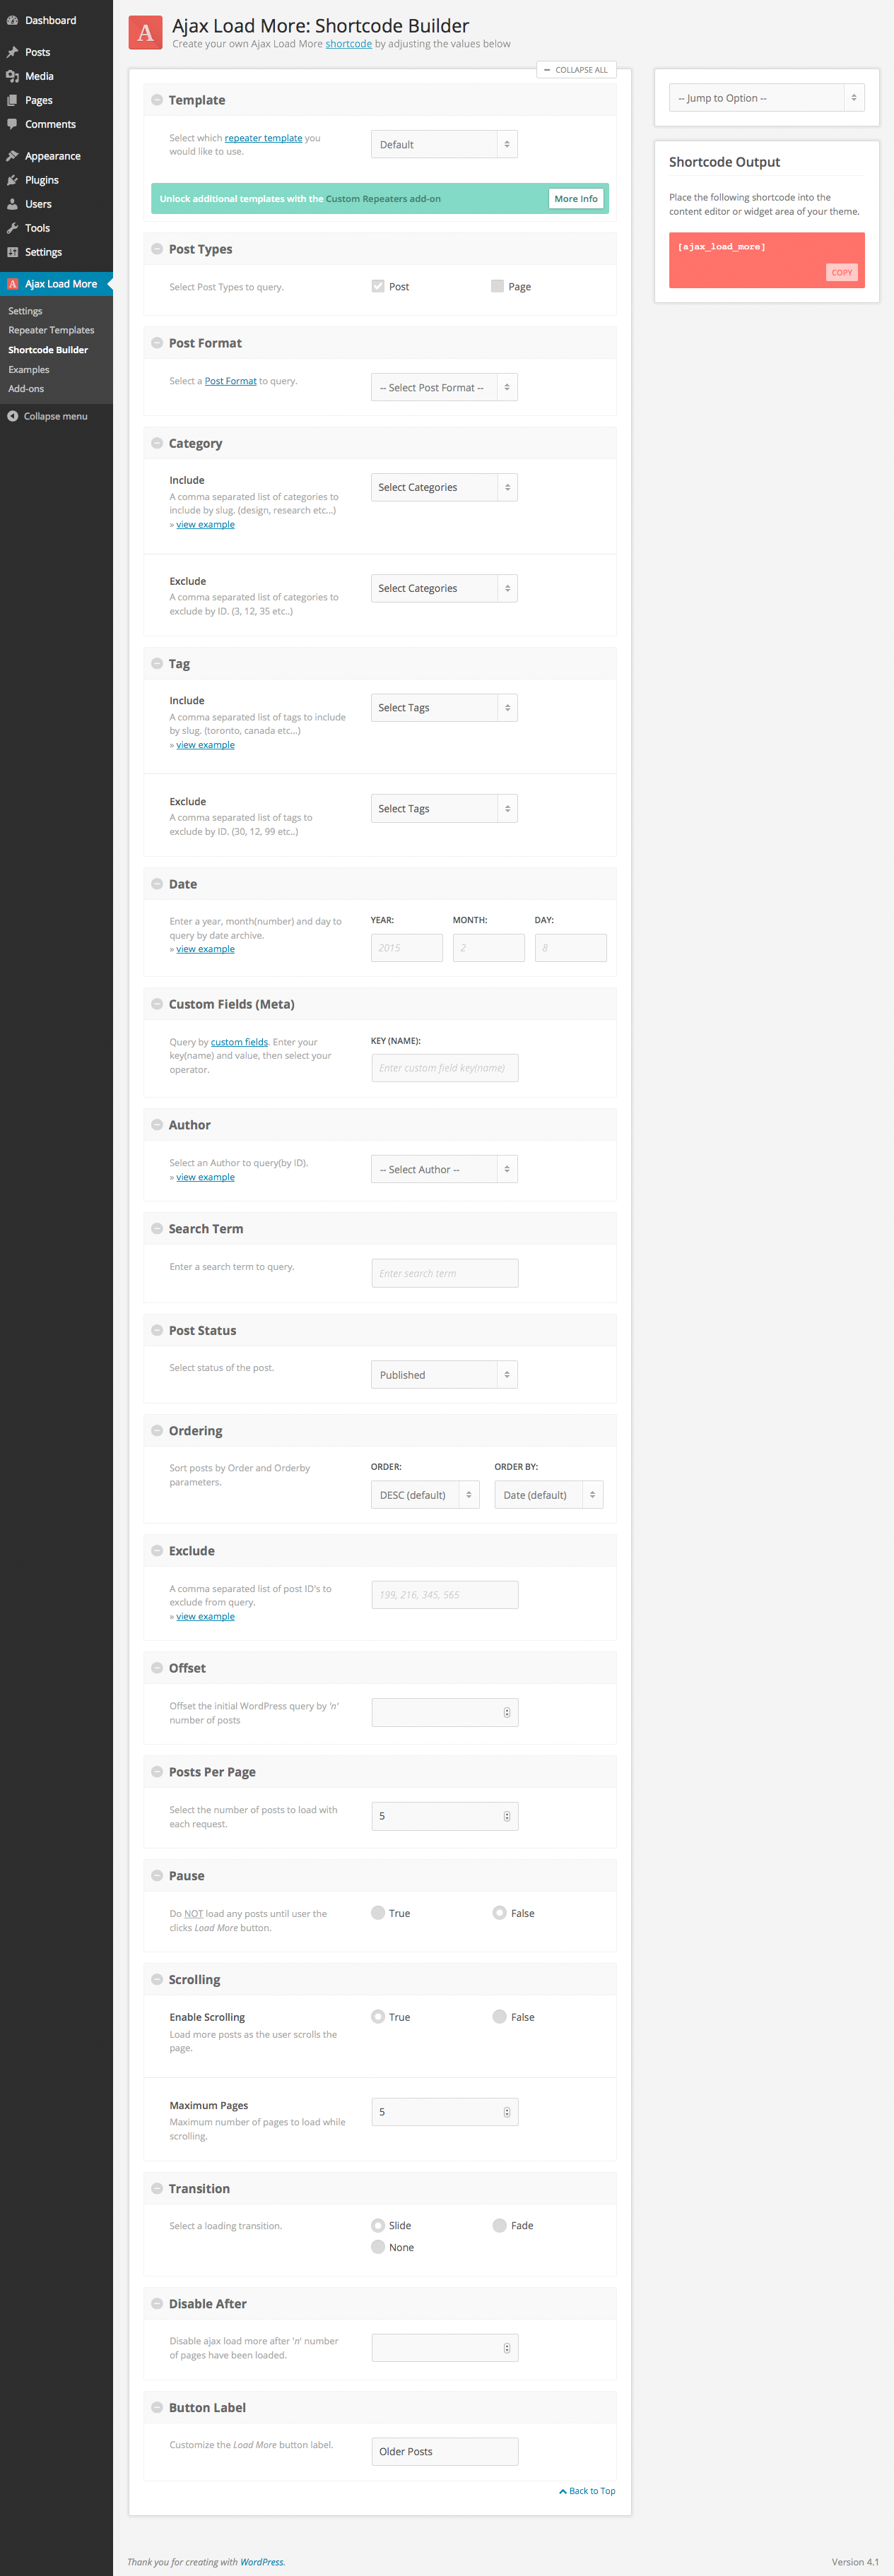 Dashboard
Posts
Media
Pages
Comments
Appearance
Plugins
Users
Tools
Settings
A Ajax Load More
Settings
Repeater Templates
Shortcode Builder
Examples
Add-ons
Collapse menu
A
Ajax Load More: Shortcode Builder
Create your own Ajax Load More shortcode by adjusting the values below
COLLAPSE ALL
Template
Select which repeater template you
would like to use.
Default
Unlock additional templates with the Custom Repeaters add-on
More Info
Post Types
Select Post Types to query.
Post
Page
Post Format
Select a Post Format to query.
-- Select Post Format --
Category
Include
A comma separated list of categories to
include by slug. (design, research etc...)
» view example
Select Categories
Exclude
A comma separated list of categories to
exclude by ID. (3, 12, 35 etc..)
Select Categories
Tag
Include
A comma separated list of tags to include
by slug. (toronto, canada etc...)
» view example
Select Tags
Exclude
A comma separated list of tags to
exclude by ID. (30, 12, 99 etc..)
Select Tags
Date
Enter a year, month(number) and day to
query by date archive.
» view example
YEAR:
MONTH:
DAY:
2015
2
8
Custom Fields (Meta)
Query by custom fields. Enter your
key(name) and value, then select your
operator.
KEY (NAME):
Enter custom field key(name)
Author
Select an Author to query(by ID).
» view example
-- Select Author --
Search Term
Enter a search term to query.
Enter search term
Post Status
Select status of the post.
Published
Ordering
Sort posts by Order and Orderby
parameters.
ORDER:
ORDER BY:
DESC (default)
Date (default)
Exclude
A comma separated list of post ID's to
exclude from query.
» view example
199, 216, 345, 565
Offset
Offset the initial WordPress query by 'n'
number of posts
Posts Per Page
Select the number of posts to load with
each request.
5
Pause
Do NOT load any posts until user the
clicks Load More button.
True
False
Scrolling
Enable Scrolling
Load more posts as the user scrolls the
page.
True
False
Maximum Pages
Maximum number of pages to load while
scrolling.
5
Transition
Select a loading transition.
Slide
Fade
None
Disable After
Disable ajax load more after 'n' number
of pages have been loaded.
Button Label
Customize the Load More button label.
Older Posts
Back to Top
-- Jump to Option --
Shortcode Output
Place the following shortcode into the
content editor or widget area of your theme.
[ajax_load_more]
COPY
Thank you for creating with WordPress.
Version 4.1